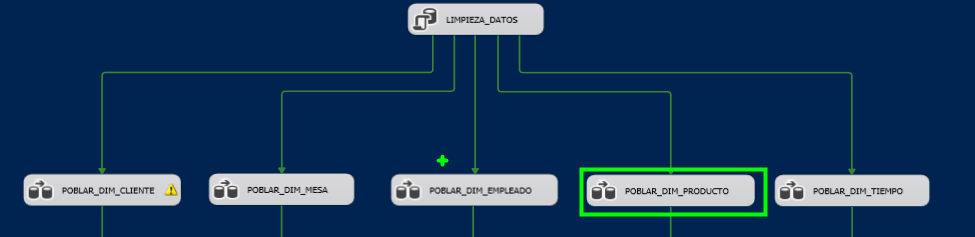 LIMPIEZA_DATOS
POBLAR_DIM_CLIENTE
POBLAR_DIM_MESA
POBLAR_DIM_EMPLEADO
POBLAR_DIM_PRODUCTO
POBLAR_DIM_TIEMPO